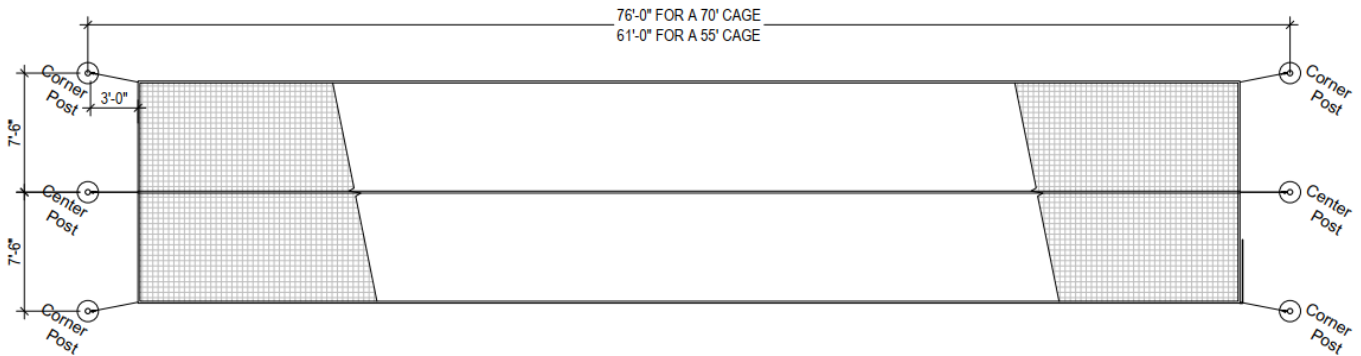 76'-0" FOR A 70' CAGE
61'-0" FOR A 55' CAGE
Corner
Post
3'-0"
Corner
Post
7'-6"
Center
Post
Center
Post
7'-6"
Corner
Post
Corner
Post